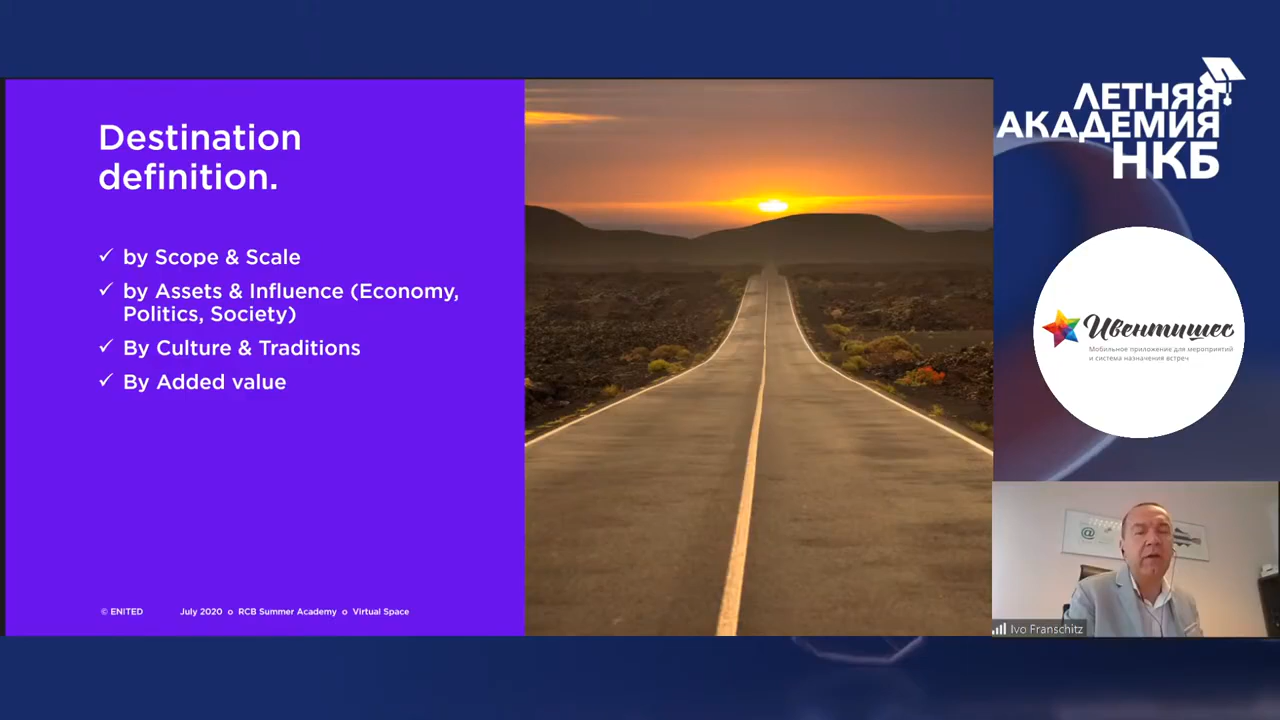 Destination
definition.
✓ by Scope & Scale
✓ by Assets & Influence (Economy,
Politics, Society)
✓ By Culture & Traditions
✓ By Added value
© ENITED July 2020 o RCB Summer Academy o Virtual Space
ЛЕТНЯЯ
АКАДЕМИЯ
НКБ
Ивентишес
Мобильное приложение для мероприятий
и система назначения встреч
@
Ivo Franschitz